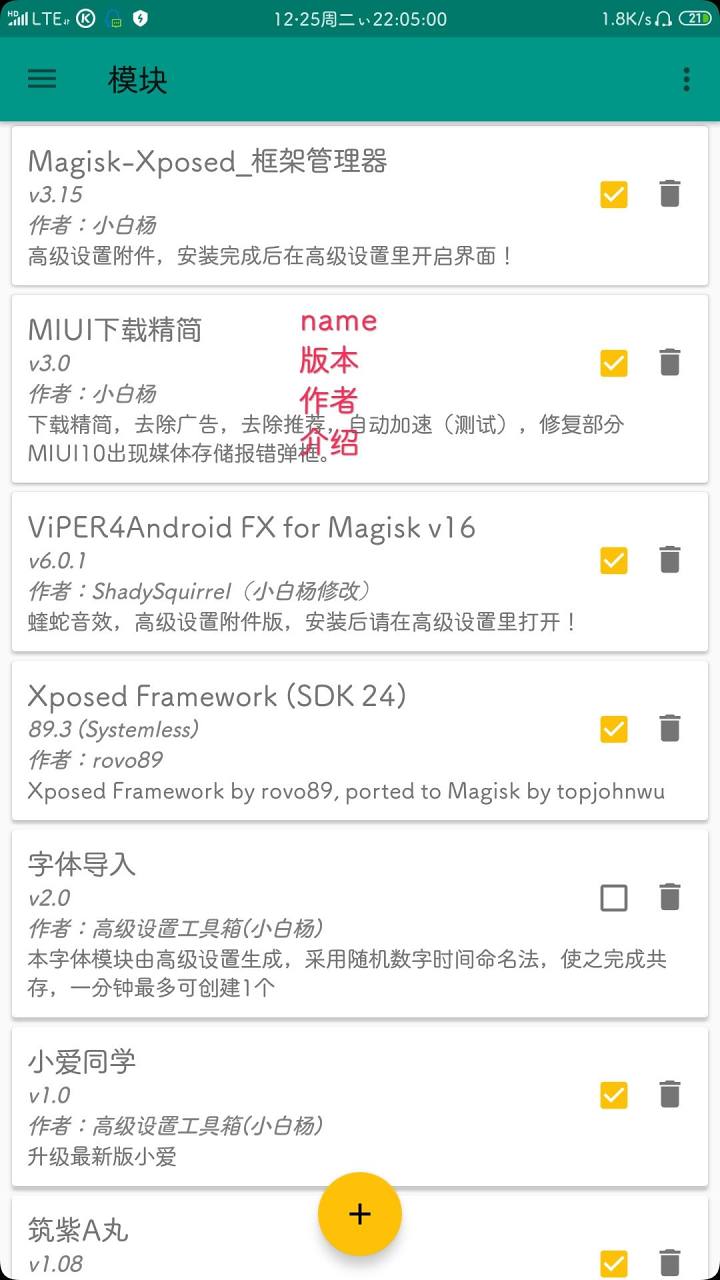 HD LTE 12·25周二ぃ22:05:00 1.8K/s 21
模块
Magisk-Xposed_框架管理器
v3.15
作者：小白杨
高级设置附件，安装完成后在高级设置里开启界面！
MIUI下载精简
name
v3.0
版本
作者：小白杨
作者
下载精简，去除广告，去除推荐，自动加速（测试），修复部分
MIUI10出现媒体存储报错弹框。
介绍
ViPER4Android FX for Magisk v16
v6.0.1
作者：ShadySquirrel（小白杨修改）
蝰蛇音效，高级设置附件版，安装后请在高级设置里打开！
Xposed Framework (SDK 24)
89.3 (Systemless)
作者：rovo89
Xposed Framework by rovo89, ported to Magisk by topjohnwu
字体导入
v2.0
作者：高级设置工具箱(小白杨)
本字体模块由高级设置生成，采用随机数字时间命名法，使之完成共
存，一分钟最多可创建1个
小爱同学
v1.0
作者：高级设置工具箱(小白杨)
升级最新版小爱
筑紫A丸
v1.08